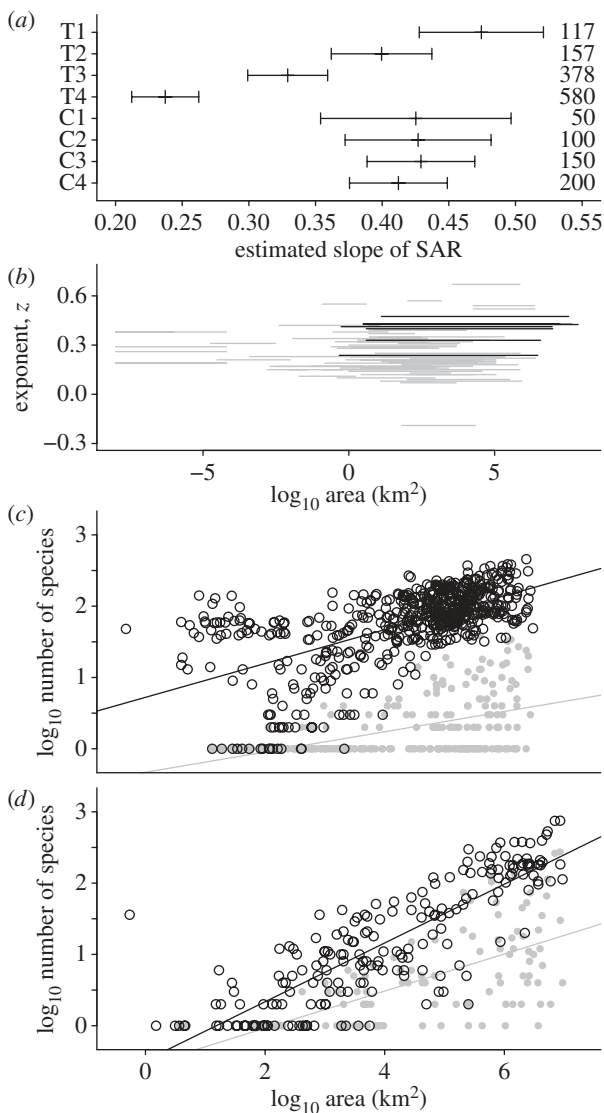 (a)
T1 117
T2 157
T3 378
T4 580
C1 50
C2 100
C3 150
C4 200
0.20 0.25 0.30 0.35 0.40 0.45 0.50 0.55
estimated slope of SAR
(b)
exponent, z
0.6
0.3
0.0
−0.3
−5 0 5
log10 area (km2)
(c)
log10 number of species
3
2
1
0
(d)
log10 number of species
3
2
1
0
0 2 4 6
log10 area (km2)